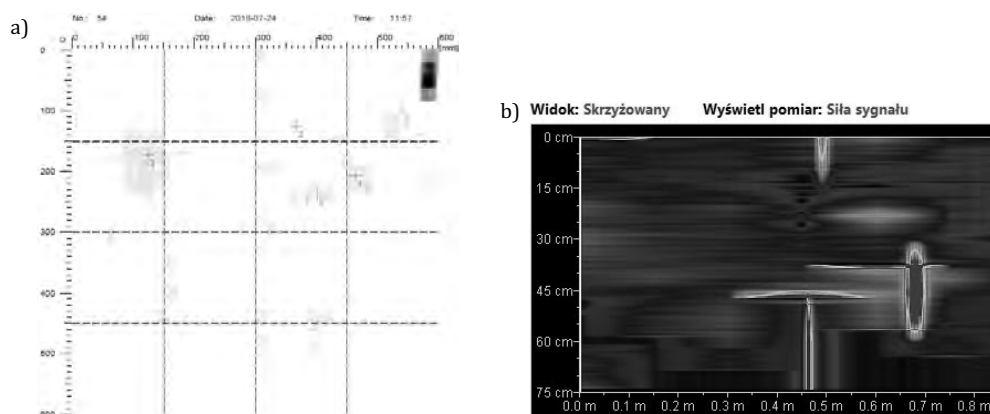 a)
No.: 54 Date: 2018-07-24 Time: 11:57
0 100 200 300 400 500 600
[mm]
0
100
200
300
400
500
b) Widok: Skrzyżowany Wyświetl pomiar: Siła sygnału
0 cm
15 cm
30 cm
45 cm
60 cm
75 cm
0.0 m 0.1 m 0.2 m 0.3 m 0.4 m 0.5 m 0.6 m 0.7 m 0.8 m